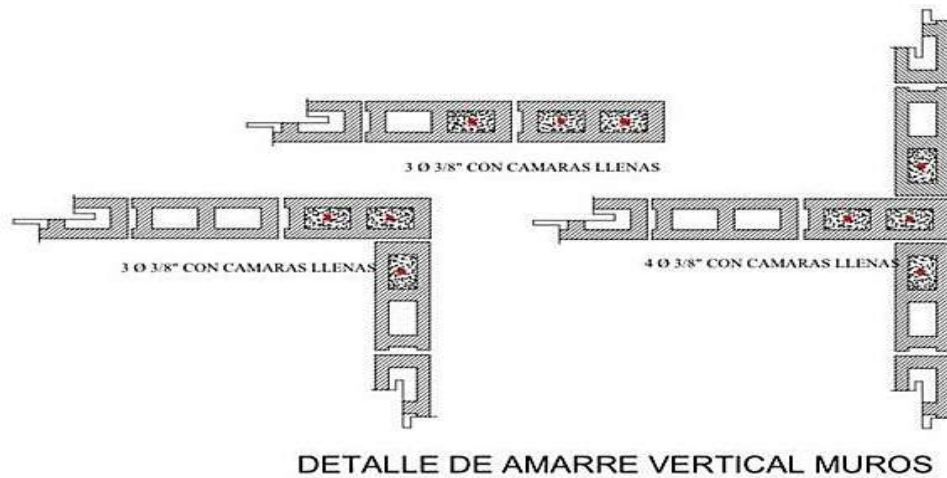 3 Ø 3/8" CON CAMARAS LLENAS
3 Ø 3/8" CON CAMARAS LLENAS
4 Ø 3/8" CON CAMARAS LLENAS
DETALLE DE AMARRE VERTICAL MUROS